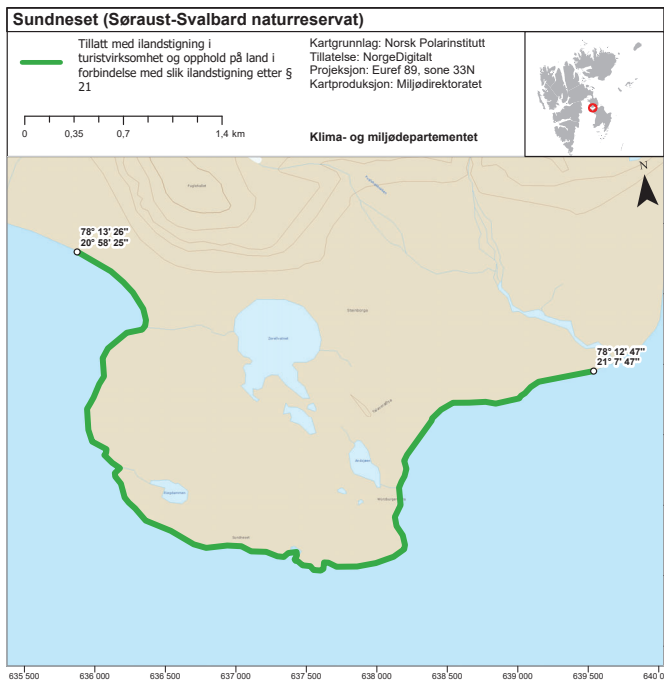 Sundneset (Søraust-Svalbard naturreservat)
Tillatt med ilandstigning i
turistvirksomhet og opphold på land i
forbindelse med slik ilandstigning etter §
21
Kartgrunnlag: Norsk Polarinstitutt
Tillatelse: NorgeDigitalt
Projeksjon: Euref 89, sone 33N
Kartproduksjon: Miljødirektoratet
0 0,35 0,7 1,4 km
Klima- og miljødepartementet
N
78° 13' 26"
20° 58' 25"
78° 12' 47"
21° 7' 47"
Sundneset
635 500 636 000 636 500 637 000 637 500 638 000 638 500 639 000 639 500 640 0